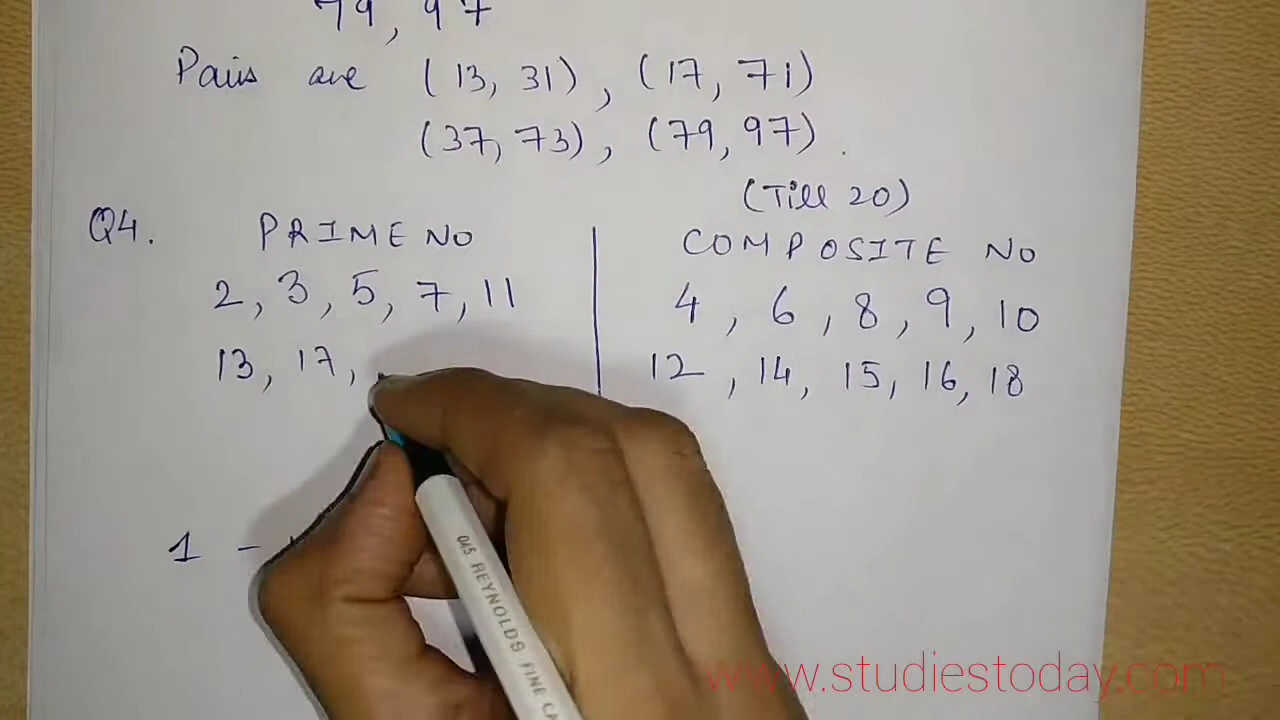 79, 97
Pairs are (13, 31), (17, 71)
(37, 73), (79, 97).
(Till 20)
Q4. PRIME NO COMPOSITE NO
2, 3, 5, 7, 11 4, 6, 8, 9, 10
13, 17, 12, 14, 15, 16, 18
1 -
045 REYNOLDS FINE CA
www.studiestoday.com